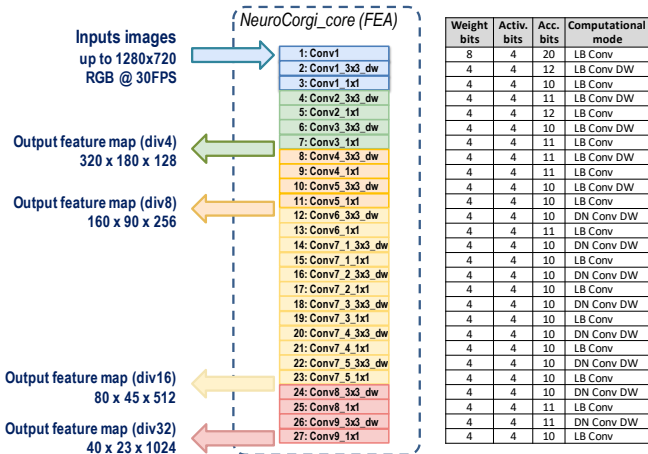 NeuroCorgi_core (FEA)
Inputs images
up to 1280x720
RGB @ 30FPS
Output feature map (div4)
320 x 180 x 128
Output feature map (div8)
160 x 90 x 256
Output feature map (div16)
80 x 45 x 512
Output feature map (div32)
40 x 23 x 1024
1: Conv1
2: Conv1_3x3_dw
3: Conv1_1x1
4: Conv2_3x3_dw
5: Conv2_1x1
6: Conv3_3x3_dw
7: Conv3_1x1
8: Conv4_3x3_dw
9: Conv4_1x1
10: Conv5_3x3_dw
11: Conv5_1x1
12: Conv6_3x3_dw
13: Conv6_1x1
14: Conv7_1_3x3_dw
15: Conv7_1_1x1
16: Conv7_2_3x3_dw
17: Conv7_2_1x1
18: Conv7_3_3x3_dw
19: Conv7_3_1x1
20: Conv7_4_3x3_dw
21: Conv7_4_1x1
22: Conv7_5_3x3_dw
23: Conv7_5_1x1
24: Conv8_3x3_dw
25: Conv8_1x1
26: Conv9_3x3_dw
27: Conv9_1x1
Weight bits Activ. bits Acc. bits Computational mode
8 4 20 LB Conv
4 4 12 LB Conv DW
4 4 10 LB Conv
4 4 11 LB Conv DW
4 4 12 LB Conv
4 4 10 LB Conv DW
4 4 11 LB Conv
4 4 11 LB Conv DW
4 4 11 LB Conv
4 4 10 LB Conv DW
4 4 10 LB Conv
4 4 10 DN Conv DW
4 4 11 LB Conv
4 4 10 DN Conv DW
4 4 10 LB Conv
4 4 10 DN Conv DW
4 4 10 LB Conv
4 4 10 DN Conv DW
4 4 10 LB Conv
4 4 10 DN Conv DW
4 4 10 LB Conv
4 4 10 DN Conv DW
4 4 10 LB Conv
4 4 10 DN Conv DW
4 4 11 LB Conv
4 4 11 DN Conv DW
4 4 10 LB Conv